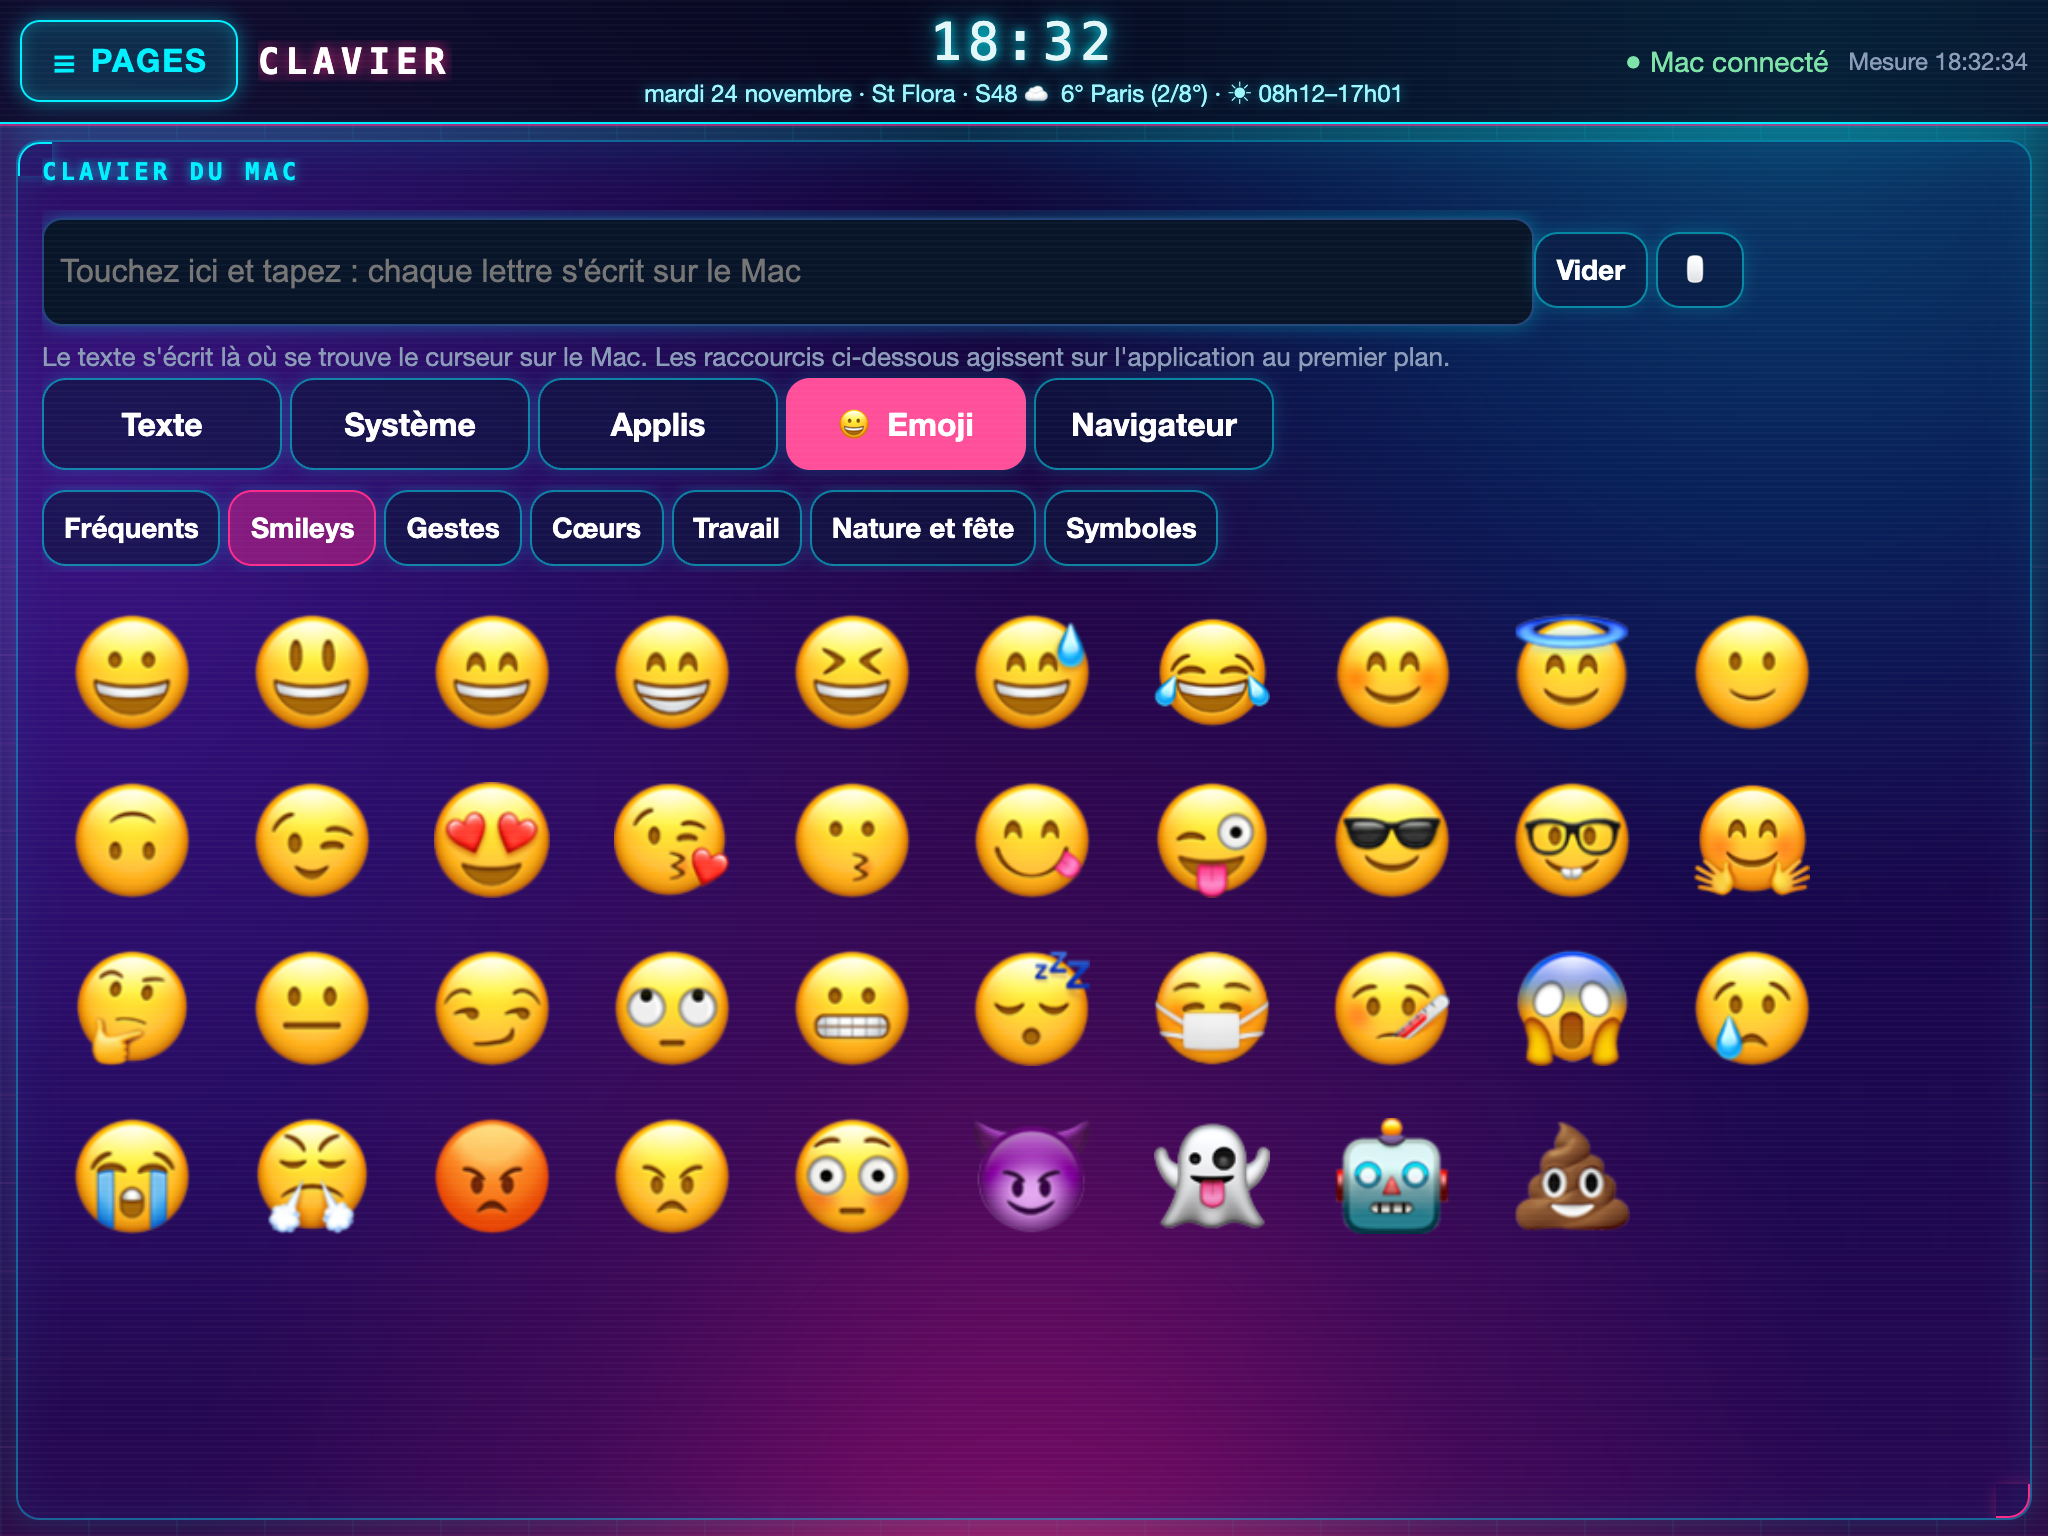 ≡ PAGES
CLAVIER
18:32
mardi 24 novembre · St Flora · S48 ☁️ 6° Paris (2/8°) · ☀ 08h12–17h01
● Mac connecté
Mesure 18:32:34
CLAVIER DU MAC
Touchez ici et tapez : chaque lettre s'écrit sur le Mac
Vider
Le texte s'écrit là où se trouve le curseur sur le Mac. Les raccourcis ci-dessous agissent sur l'application au premier plan.
Texte
Système
Applis
😀 Emoji
Navigateur
Fréquents
Smileys
Gestes
Cœurs
Travail
Nature et fête
Symboles